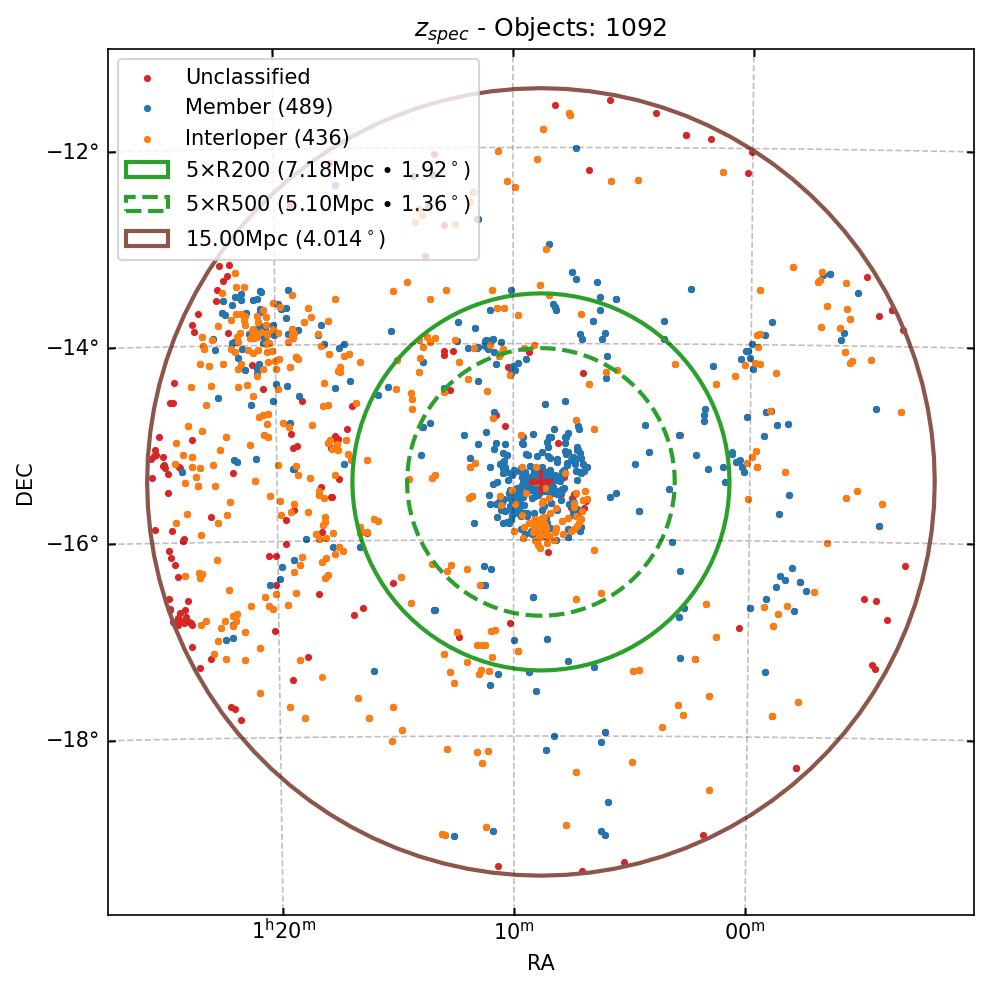 z_spec - Objects: 1092
Unclassified
Member (489)
Interloper (436)
5×R200 (7.18Mpc • 1.92°)
5×R500 (5.10Mpc • 1.36°)
15.00Mpc (4.014°)
−12°
−14°
−16°
−18°
DEC
1h20m 10m 00m
RA